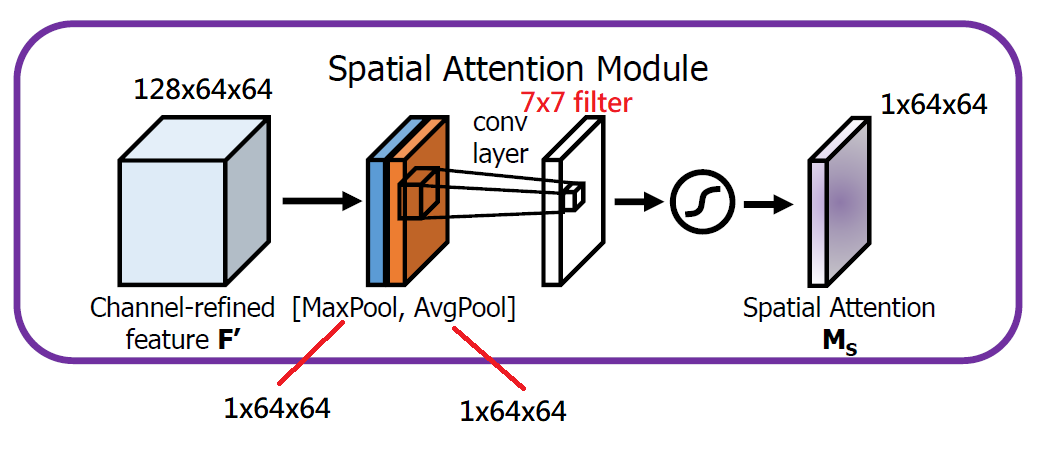 Spatial Attention Module
128x64x64
7x7 filter
1x64x64
conv
layer
Channel-refined
feature F’
[MaxPool, AvgPool]
Spatial Attention
Ms
1x64x64
1x64x64